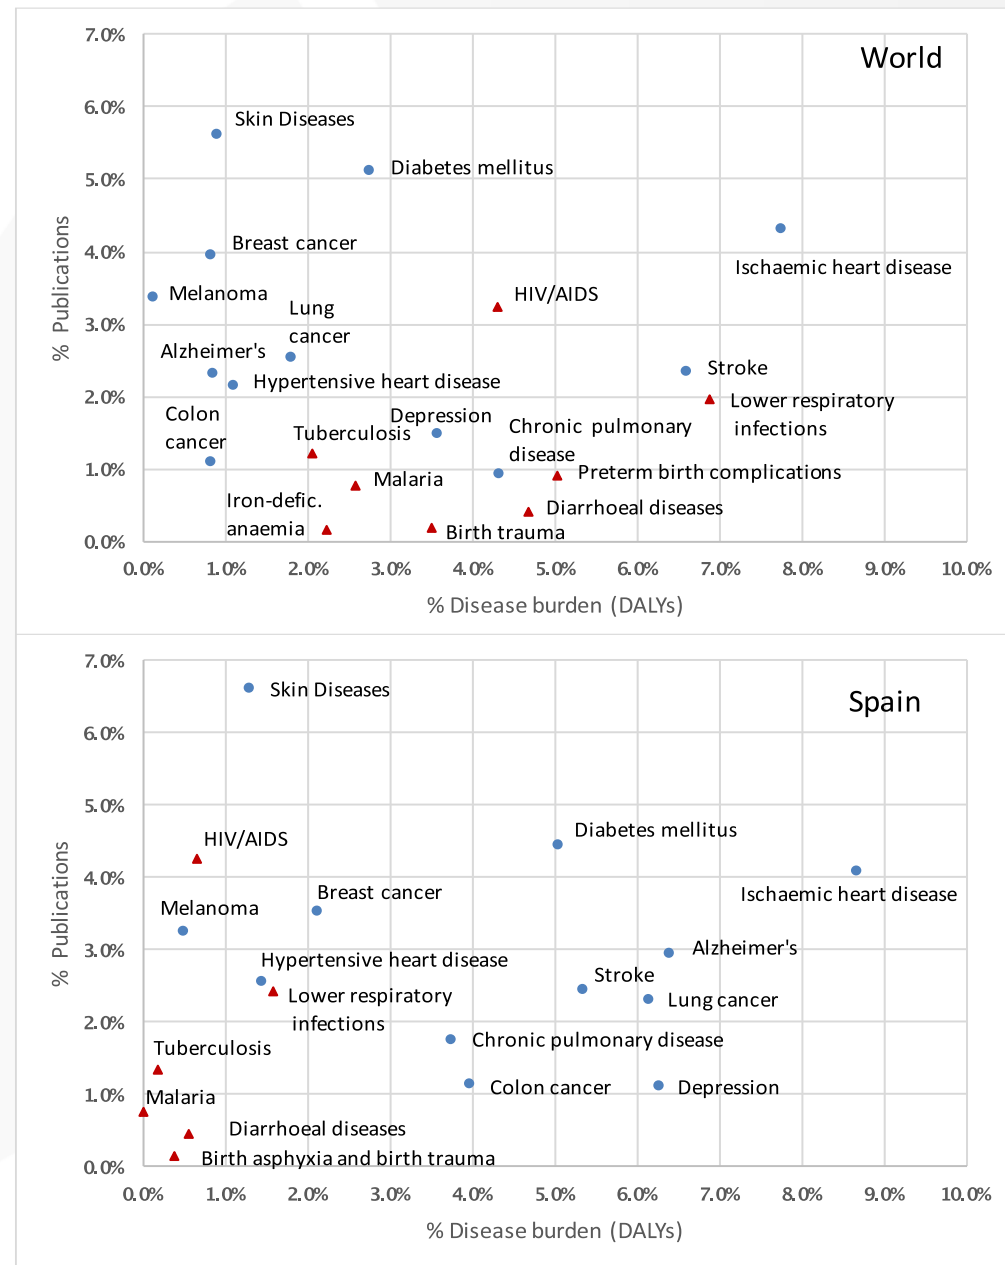 7.0%
World
6.0%
Skin Diseases
5.0%
Diabetes mellitus
4.0%
Breast cancer
Ischaemic heart disease
Melanoma
HIV/AIDS
3.0%
Lung
cancer
Alzheimer's
Hypertensive heart disease
Stroke
2.0%
Lower respiratory
infections
Colon
cancer
Depression
Tuberculosis
Chronic pulmonary
disease
1.0%
Malaria
Preterm birth complications
Iron-defic.
anaemia
Diarrhoeal diseases
Birth trauma
0.0%
% Publications
0.0% 1.0% 2.0% 3.0% 4.0% 5.0% 6.0% 7.0% 8.0% 9.0% 10.0%
% Disease burden (DALYs)
7.0%
Skin Diseases
Spain
6.0%
5.0%
Diabetes mellitus
HIV/AIDS
4.0%
Breast cancer
Ischaemic heart disease
Melanoma
3.0%
Alzheimer's
Hypertensive heart disease
Stroke
Lower respiratory
infections
Lung cancer
2.0%
Chronic pulmonary disease
Tuberculosis
Colon cancer
Depression
1.0%
Malaria
Diarrhoeal diseases
Birth asphyxia and birth trauma
0.0%
% Publications
0.0% 1.0% 2.0% 3.0% 4.0% 5.0% 6.0% 7.0% 8.0% 9.0% 10.0%
% Disease burden (DALYs)